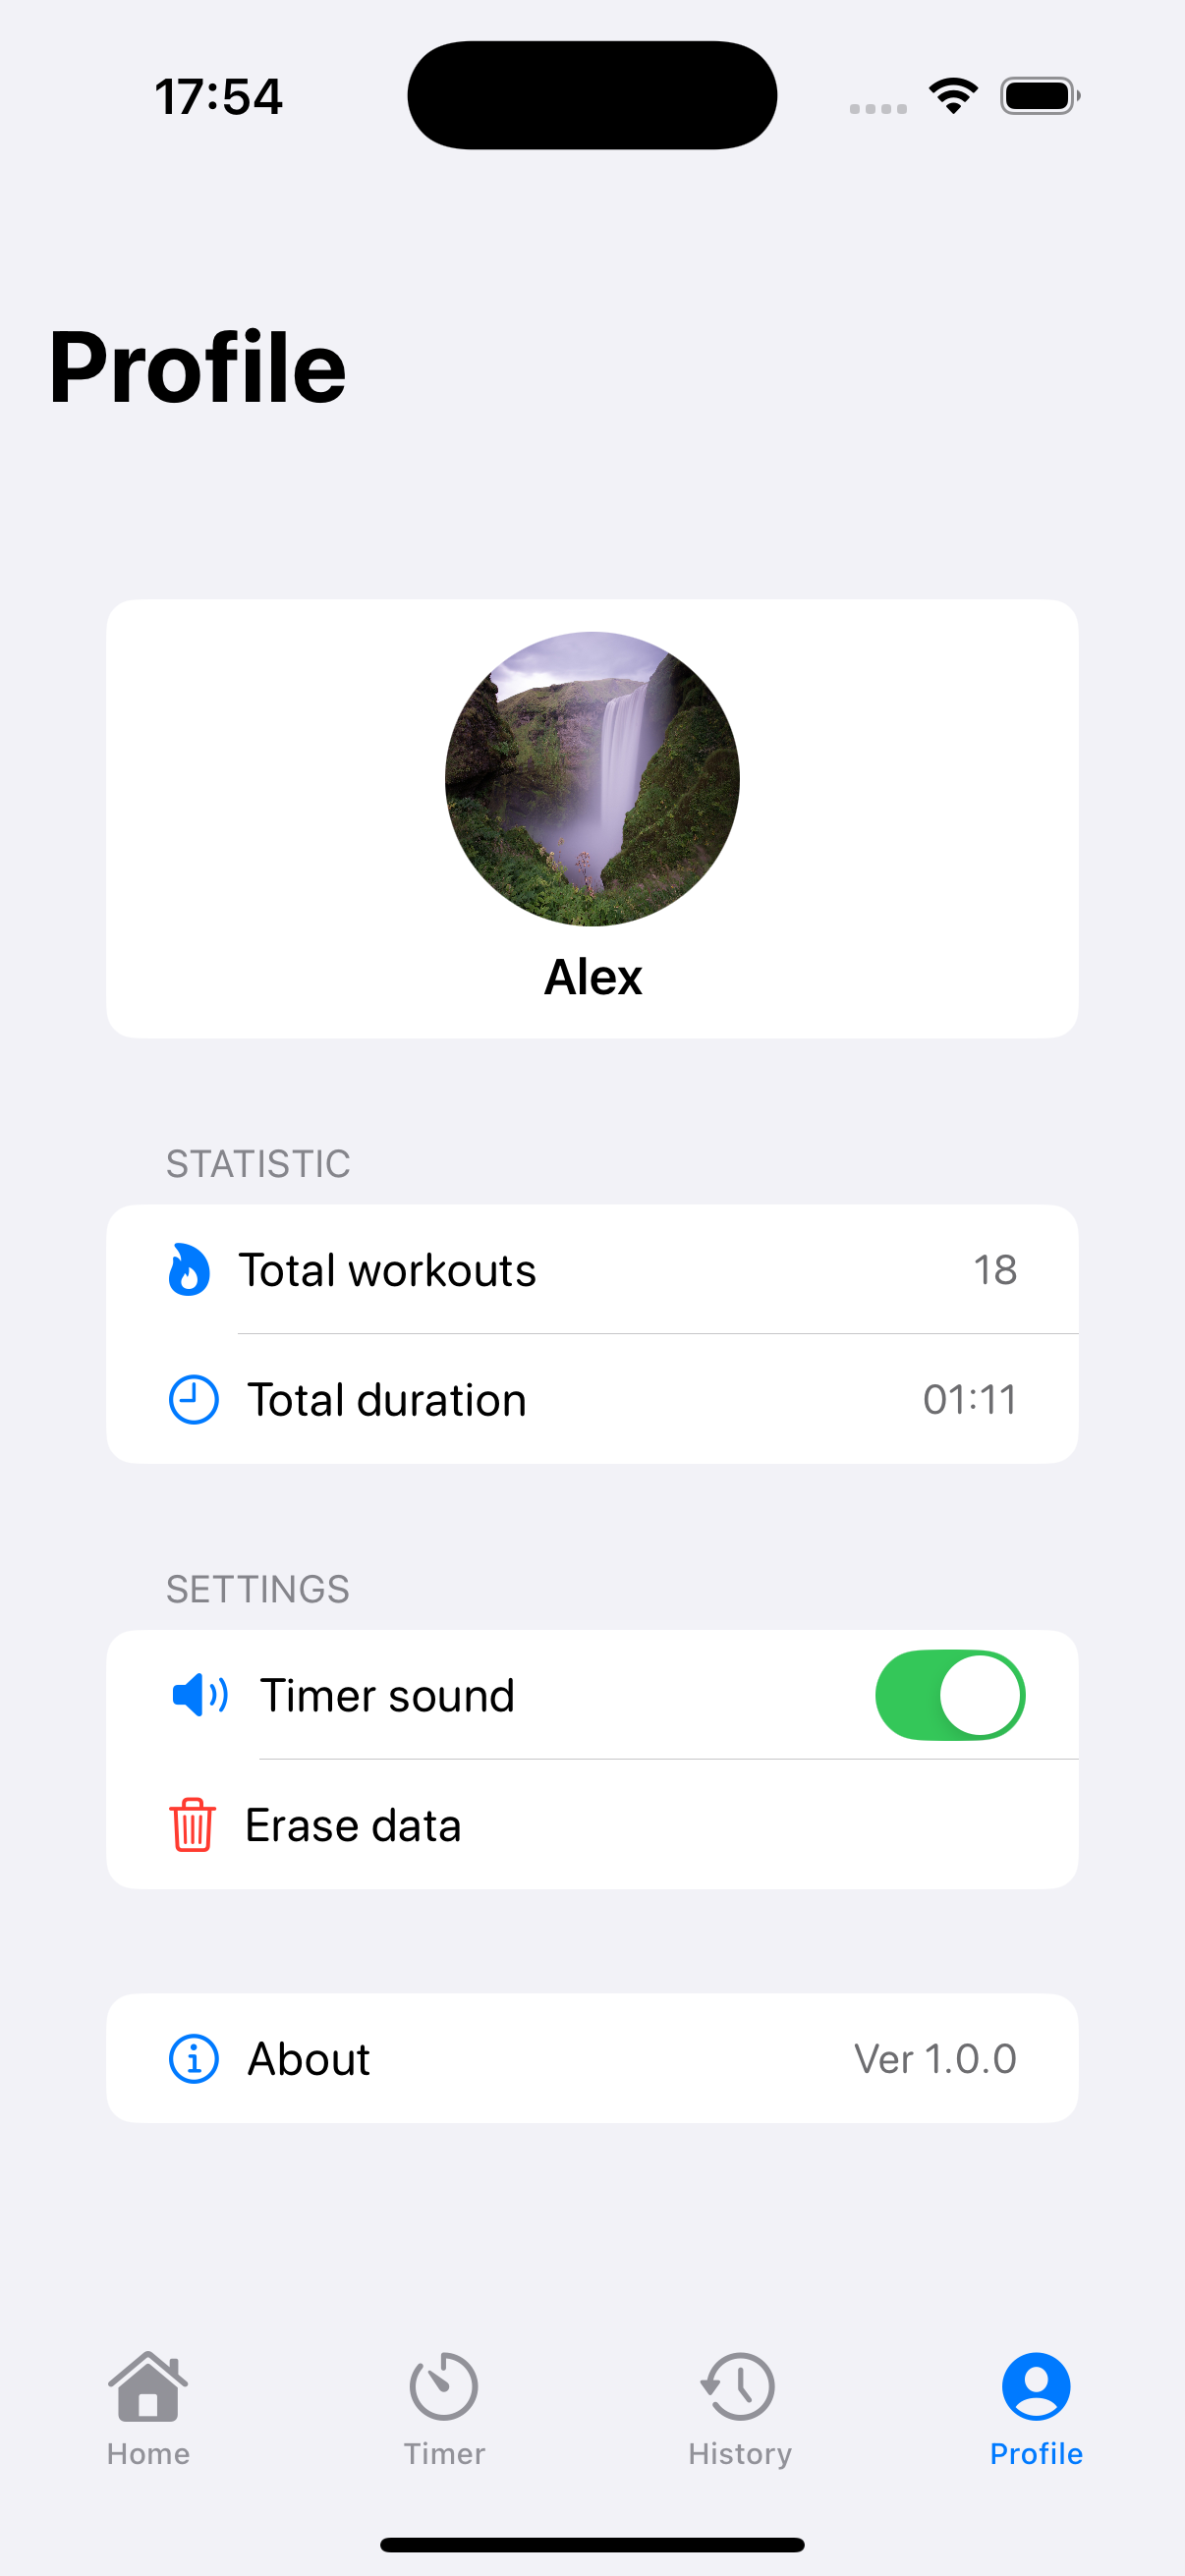 17:54
Profile
Alex
STATISTIC
Total workouts 18
Total duration 01:11
SETTINGS
Timer sound
Erase data
About Ver 1.0.0
Home Timer History Profile